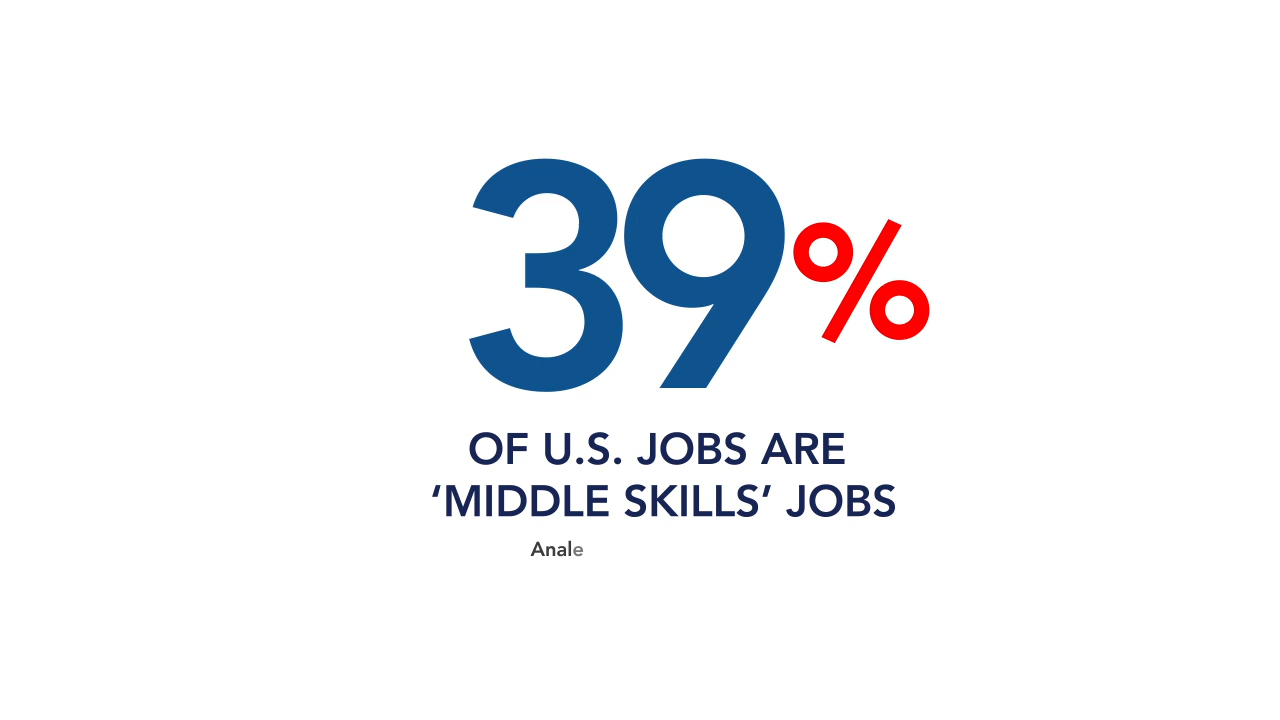 39%
OF U.S. JOBS ARE
‘MIDDLE SKILLS’ JOBS
Anale